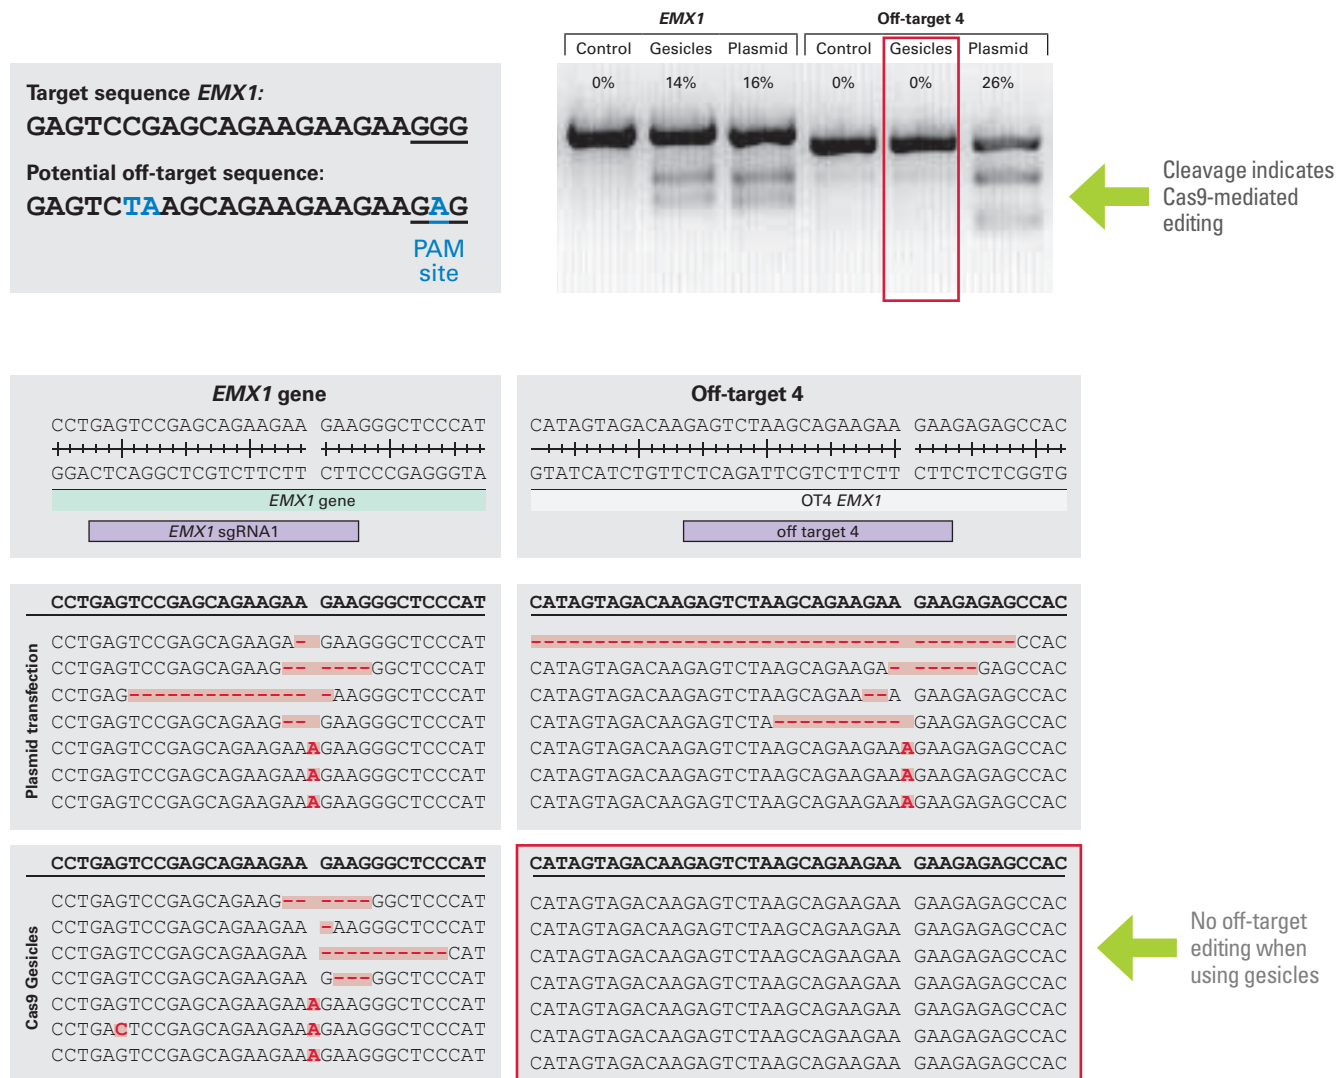 EMX1 Off-target 4
Control Gesicles Plasmid Control Gesicles Plasmid
0% 14% 16% 0% 0% 26%
Target sequence EMX1:
GAGTCCGAGCAGAAGAAGAAGGG
Potential off-target sequence:
GAGTCTAAGCAGAAGAAGAAGAG
PAM
site
Cleavage indicates
Cas9-mediated
editing
EMX1 gene
CCTGAGTCCGAGCAGAAGAA GAAGGGCTCCCAT
GGACTCAGGCTCGTCTTCTT CTTCCCGAGGGTA
EMX1 gene
EMX1 sgRNA1
Off-target 4
CATAGTAGACAAGAGTCTAAGCAGAAGAA GAAGAGAGCCAC
GTATCATCTGTTCTCAGATTCGTCTTCTT CTTCTCTCGGTG
OT4 EMX1
off target 4
Plasmid transfection
CCTGAGTCCGAGCAGAAGAA GAAGGGCTCCCAT
CCTGAGTCCGAGCAGAAGA- GAAGGGCTCCCAT
CCTGAGTCCGAGCAGAAG-- ----GGCTCCCAT
CCTGAG-------------- -AAGGGCTCCCAT
CCTGAGTCCGAGCAGAAG-- GAAGGGCTCCCAT
CCTGAGTCCGAGCAGAAGAAAGAAGGGCTCCCAT
CCTGAGTCCGAGCAGAAGAAAGAAGGGCTCCCAT
CCTGAGTCCGAGCAGAAGAAAGAAGGGCTCCCAT
CATAGTAGACAAGAGTCTAAGCAGAAGAA GAAGAGAGCCAC
----------------------------- --------CCAC
CATAGTAGACAAGAGTCTAAGCAGAAGA- -----GAGCCAC
CATAGTAGACAAGAGTCTAAGCAGAA--A GAAGAGAGCCAC
CATAGTAGACAAGAGTCTA---------- GAAGAGAGCCAC
CATAGTAGACAAGAGTCTAAGCAGAAGAAAGAAGAGAGCCAC
CATAGTAGACAAGAGTCTAAGCAGAAGAAAGAAGAGAGCCAC
CATAGTAGACAAGAGTCTAAGCAGAAGAAAGAAGAGAGCCAC
Cas9 Gesicles
CCTGAGTCCGAGCAGAAGAA GAAGGGCTCCCAT
CCTGAGTCCGAGCAGAAG-- ----GGCTCCCAT
CCTGAGTCCGAGCAGAAGAA -AAGGGCTCCCAT
CCTGAGTCCGAGCAGAAGAA ----------CAT
CCTGAGTCCGAGCAGAAGAA G---GGCTCCCAT
CCTGAGTCCGAGCAGAAGAAAGAAGGGCTCCCAT
CCTGACTCCGAGCAGAAGAAAGAAGGGCTCCCAT
CCTGAGTCCGAGCAGAAGAAAGAAGGGCTCCCAT
CATAGTAGACAAGAGTCTAAGCAGAAGAA GAAGAGAGCCAC
CATAGTAGACAAGAGTCTAAGCAGAAGAA GAAGAGAGCCAC
CATAGTAGACAAGAGTCTAAGCAGAAGAA GAAGAGAGCCAC
CATAGTAGACAAGAGTCTAAGCAGAAGAA GAAGAGAGCCAC
CATAGTAGACAAGAGTCTAAGCAGAAGAA GAAGAGAGCCAC
CATAGTAGACAAGAGTCTAAGCAGAAGAA GAAGAGAGCCAC
CATAGTAGACAAGAGTCTAAGCAGAAGAA GAAGAGAGCCAC
CATAGTAGACAAGAGTCTAAGCAGAAGAA GAAGAGAGCCAC
No off-target
editing when
using gesicles